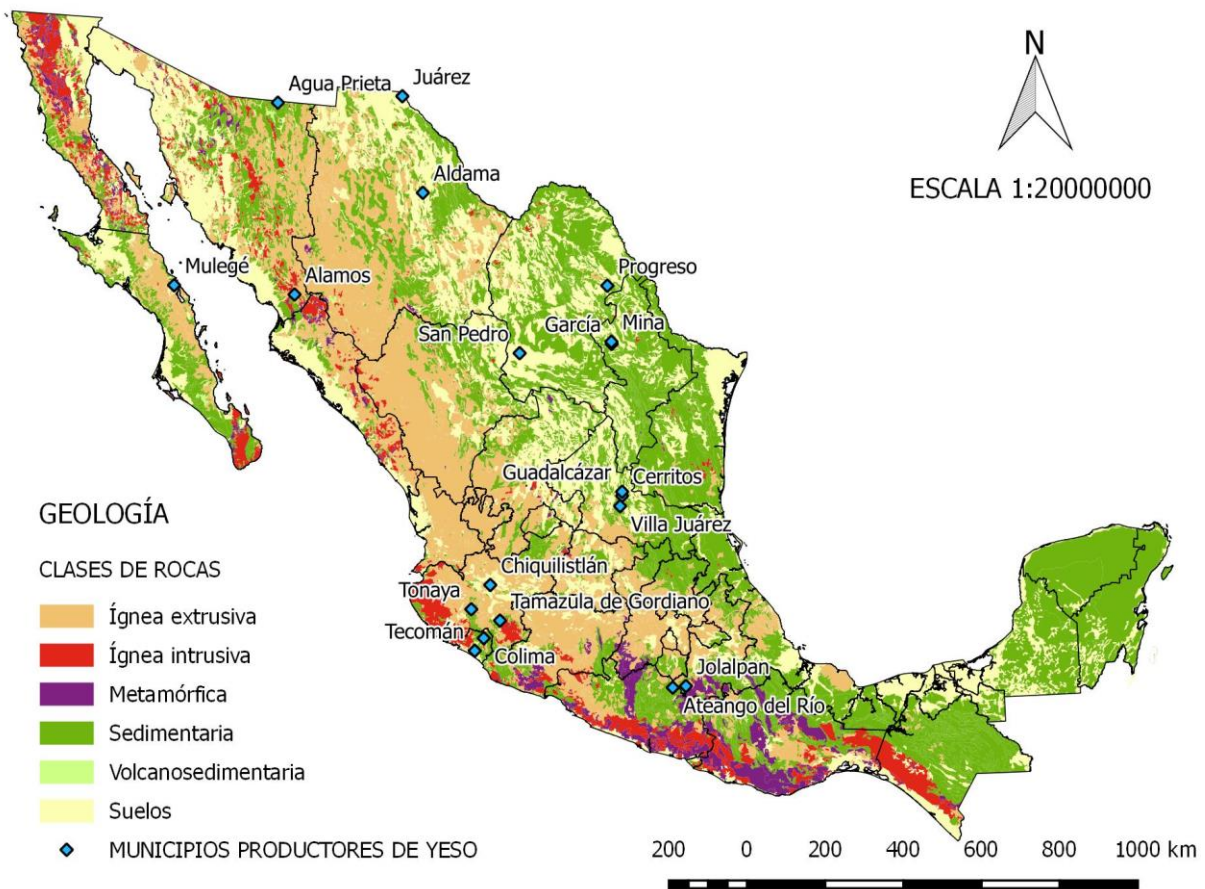 N
ESCALA 1:20000000
Agua Prieta
Juárez
Aldama
Mulegé
Alamos
Progreso
García
Mina
San Pedro
Guadalcázar
Cerritos
Villa Juárez
Chiquilistlán
Tonaya
Tamazula de Gordiano
Tecomán
Colima
Jolalpan
Ateango del Río
GEOLOGÍA
CLASES DE ROCAS
Ígnea extrusiva
Ígnea intrusiva
Metamórfica
Sedimentaria
Volcanosedimentaria
Suelos
MUNICIPIOS PRODUCTORES DE YESO
200 0 200 400 600 800 1000 km